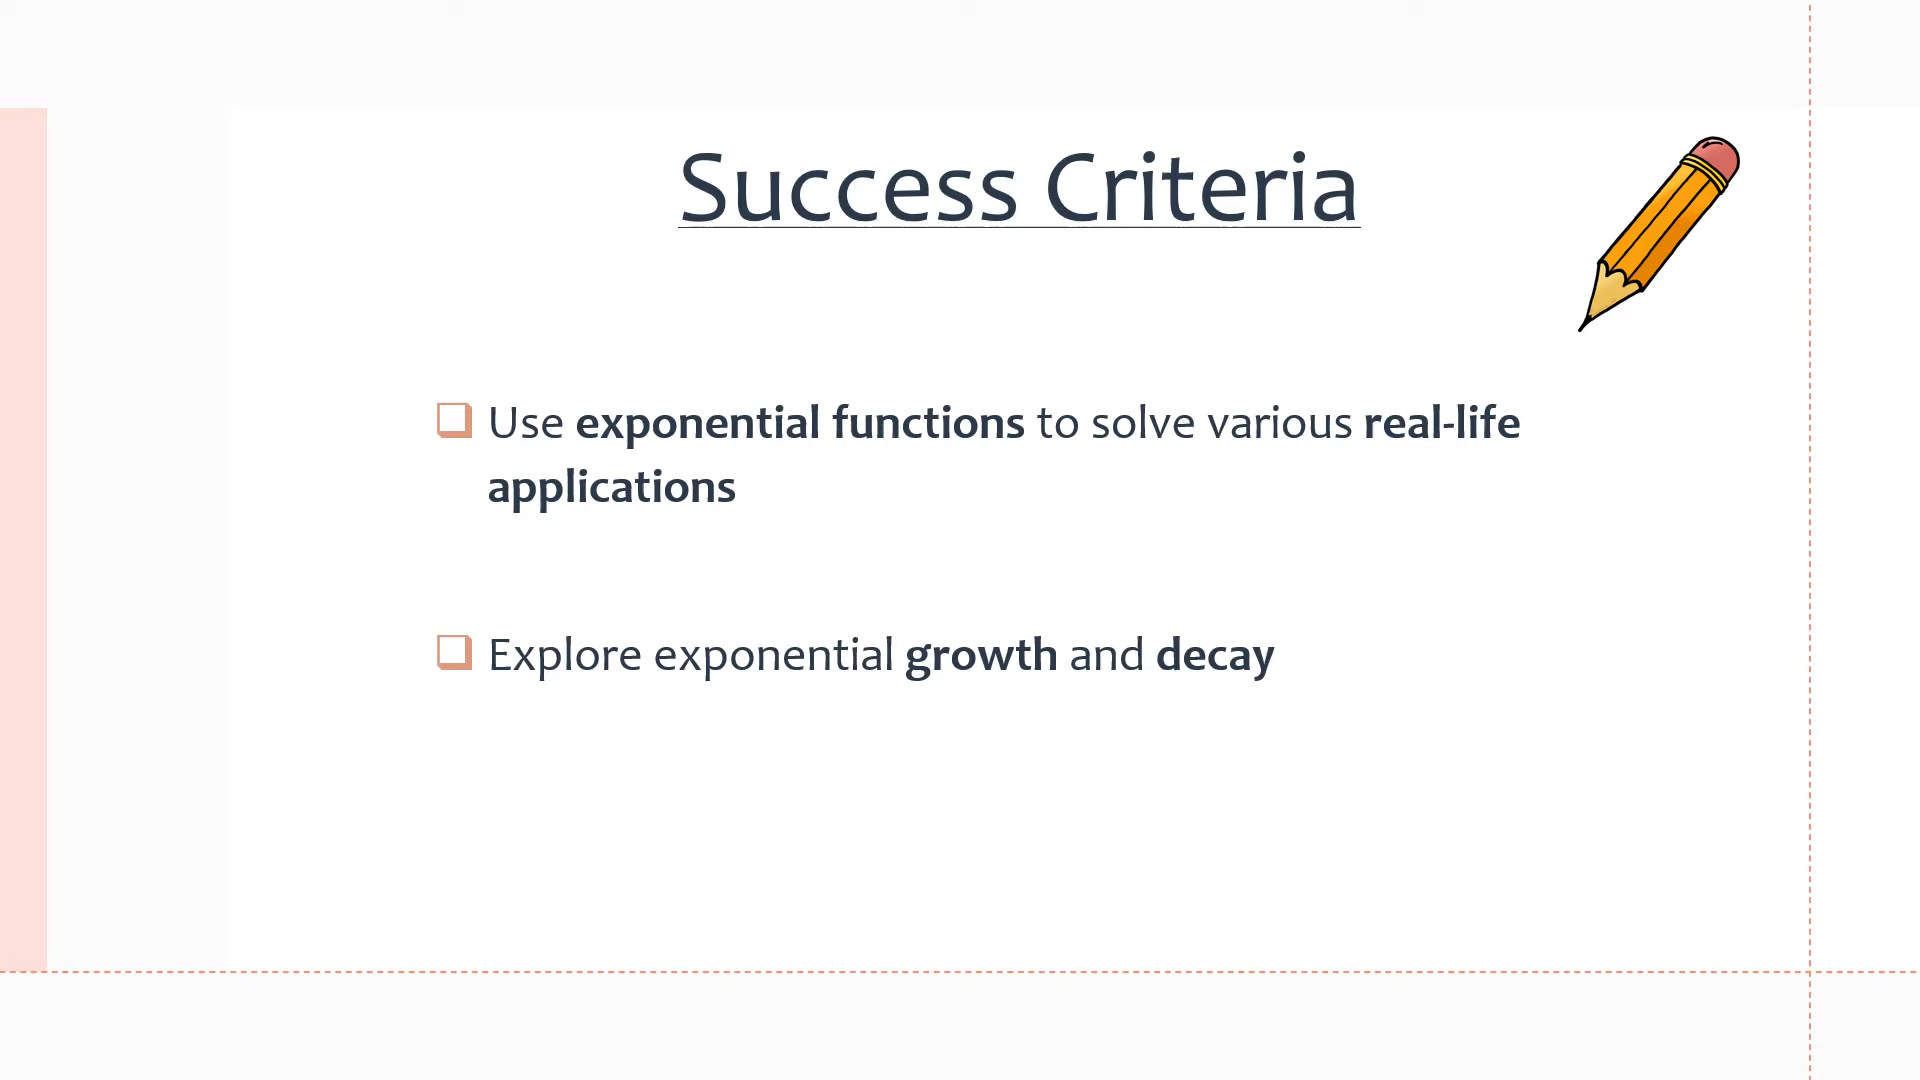 Success Criteria
Use exponential functions to solve various real-life
applications
Explore exponential growth and decay